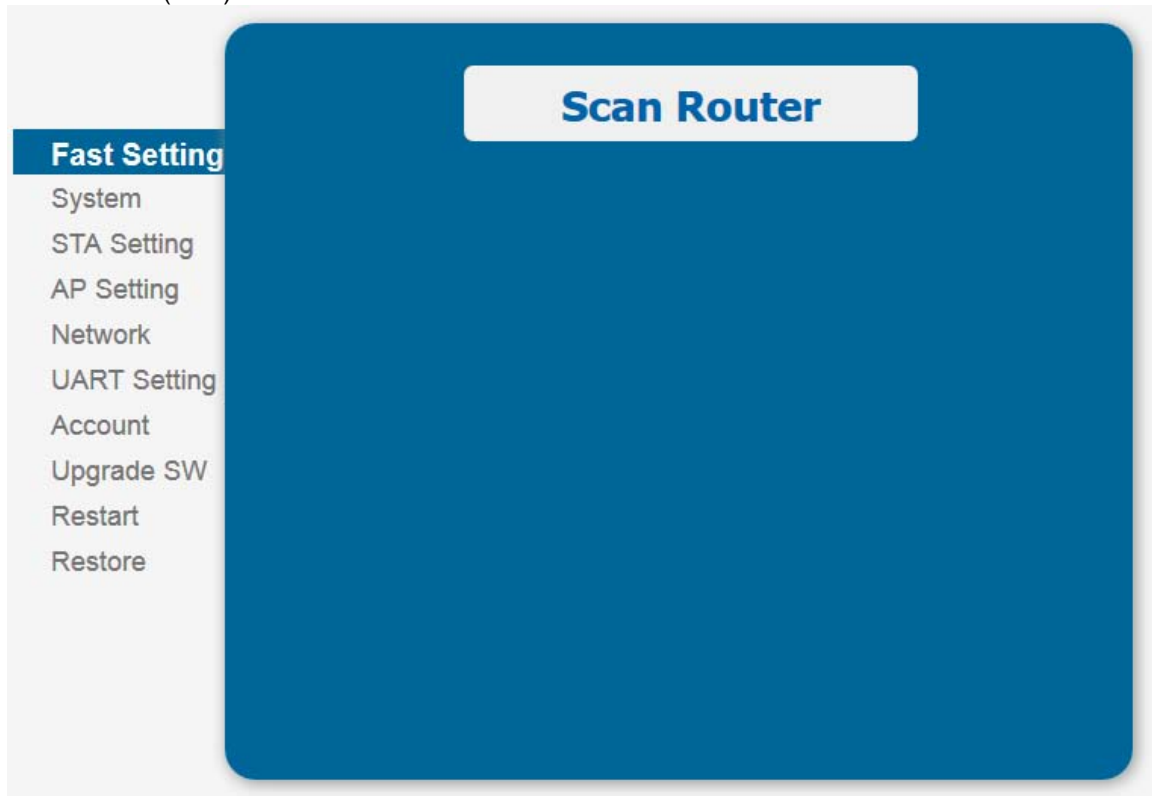 Scan Router
Fast Setting
System
STA Setting
AP Setting
Network
UART Setting
Account
Upgrade SW
Restart
Restore